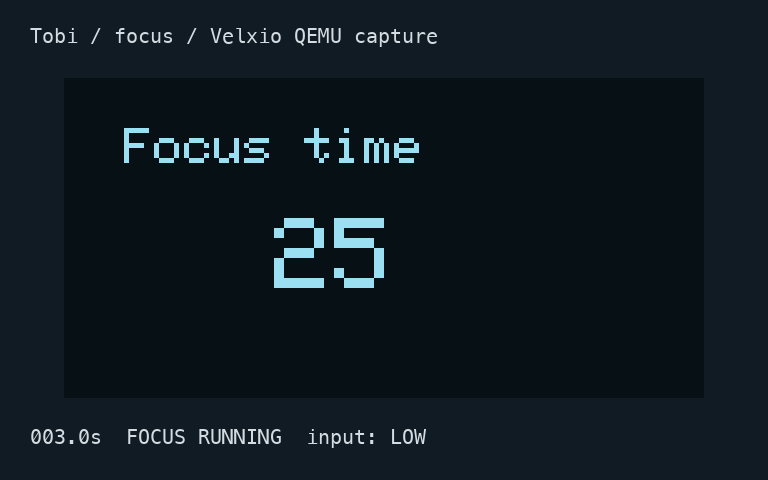 Tobi / focus / Velxio QEMU capture
Focus time
25
003.0s  FOCUS RUNNING  input: LOW